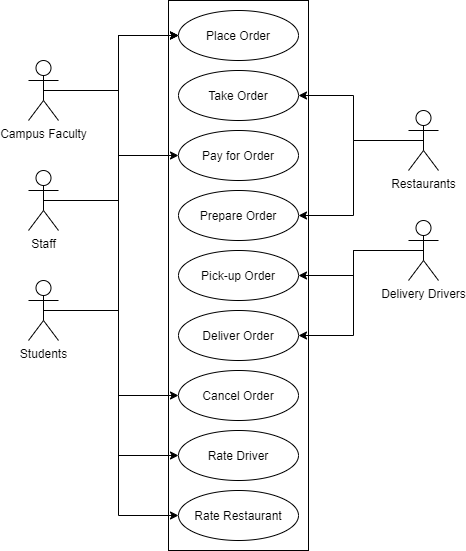 Place Order
Take Order
Campus Faculty
Pay for Order
Restaurants
Prepare Order
Staff
Pick-up Order
Delivery Drivers
Deliver Order
Students
Cancel Order
Rate Driver
Rate Restaurant